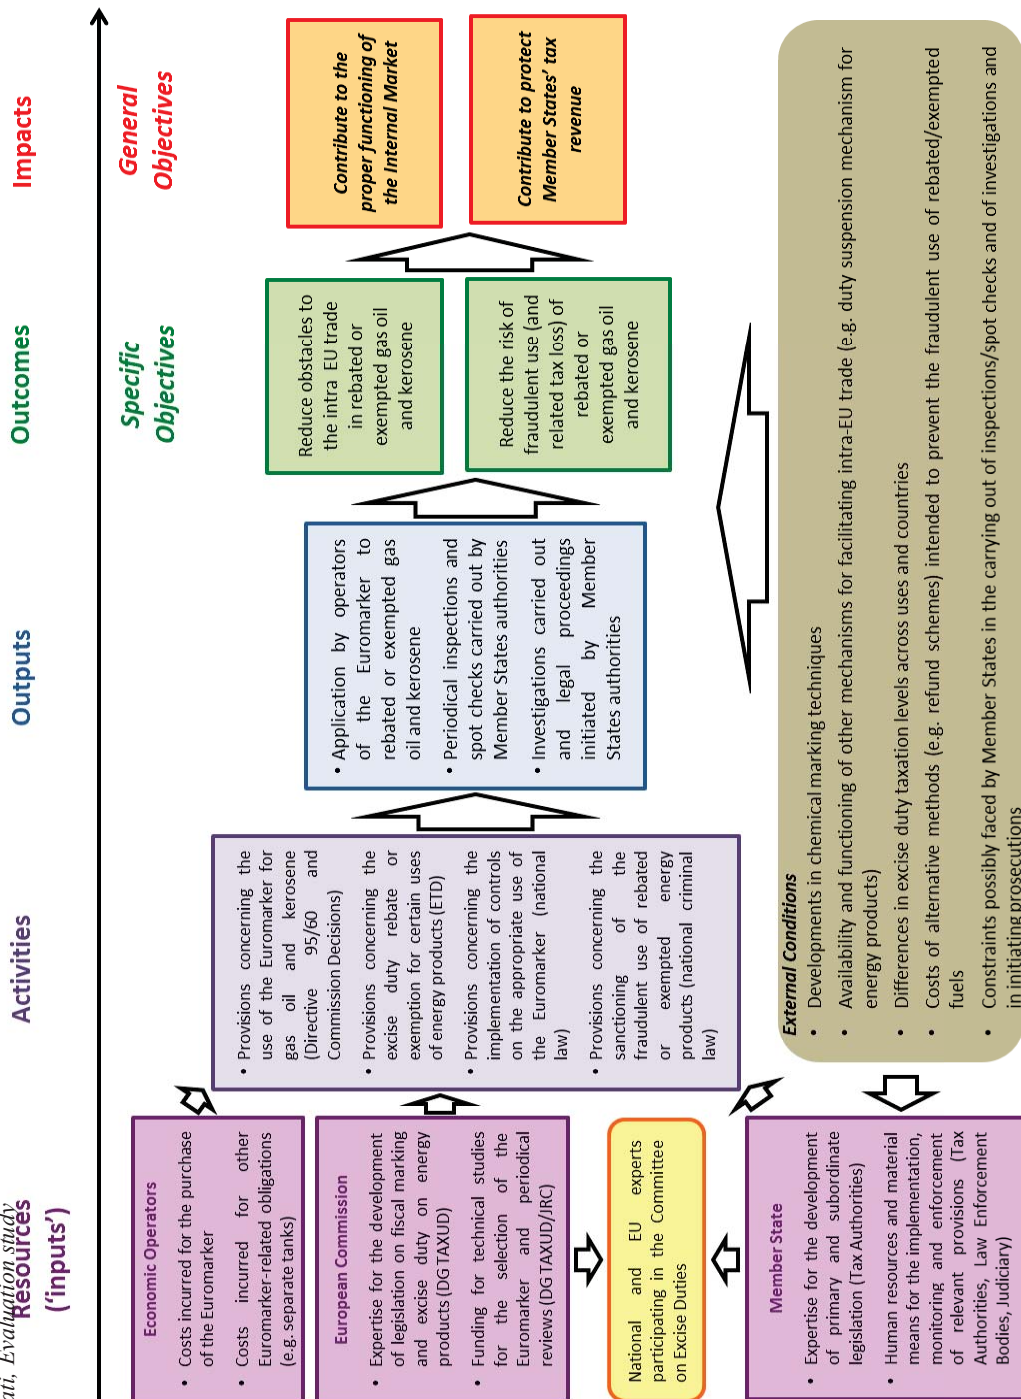 ati, Evaluation study
Resources
('inputs')
Activities
Outputs
Outcomes
Impacts
Specific
Objectives
General
Objectives
Economic Operators
• Costs incurred for the purchase
of the Euromarker
• Costs incurred for other
Euromarker-related obligations
(e.g. separate tanks)
European Commission
• Expertise for the development
of legislation on fiscal marking
and excise duty on energy
products (DG TAXUD)
• Funding for technical studies
for the selection of the
Euromarker and periodical
reviews (DG TAXUD/JRC)
National and EU experts
participating in the Committee
on Excise Duties
Member State
• Expertise for the development
of primary and subordinate
legislation (Tax Authorities)
• Human resources and material
means for the implementation,
monitoring and enforcement
of relevant provisions (Tax
Authorities, Law Enforcement
Bodies, Judiciary)
• Provisions concerning the
use of the Euromarker for
gas oil and kerosene
(Directive 95/60 and
Commission Decisions)
• Provisions concerning the
excise duty rebate or
exemption for certain uses
of energy products (ETD)
• Provisions concerning the
implementation of controls
on the appropriate use of
the Euromarker (national
law)
• Provisions concerning the
sanctioning of the
fraudulent use of rebated
or exempted energy
products (national criminal
law)
• Application by operators
of the Euromarker to
rebated or exempted gas
oil and kerosene
• Periodical inspections and
spot checks carried out by
Member States authorities
• Investigations carried out
and legal proceedings
initiated by Member
States authorities
Reduce obstacles to
the intra EU trade
in rebated or
exempted gas oil
and kerosene
Reduce the risk of
fraudulent use (and
related tax loss) of
rebated or
exempted gas oil
and kerosene
Contribute to the
proper functioning of
the Internal Market
Contribute to protect
Member States' tax
revenue
External Conditions
• Developments in chemical marking techniques
• Availability and functioning of other mechanisms for facilitating intra-EU trade (e.g. duty suspension mechanism for
energy products)
• Differences in excise duty taxation levels across uses and countries
• Costs of alternative methods (e.g. refund schemes) intended to prevent the fraudulent use of rebated/exempted
fuels
• Constraints possibly faced by Member States in the carrying out of inspections/spot checks and of investigations and
in initiating prosecutions